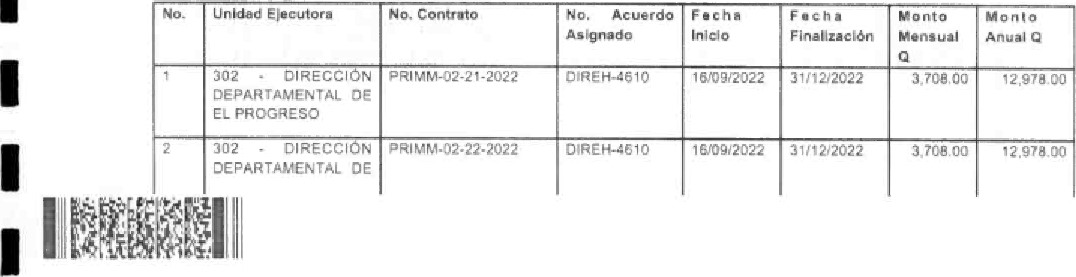 No. Unidad Ejecutora No. Contrato No. Acuerdo Fecha Fecha Monto Monto
Asignado Inicio Finalización Mensual Anual Q
Q
1 302 - DIRECCIÓN PRIMM-02-21-2022 DIREH-4610 16/09/2022 31/12/2022 3,708.00 12,978.00
DEPARTAMENTAL DE
EL PROGRESO
2 302 - DIRECCIÓN PRIMM-02-22-2022 DIREH-4610 16/09/2022 31/12/2022 3,708.00 12,978.00
DEPARTAMENTAL DE